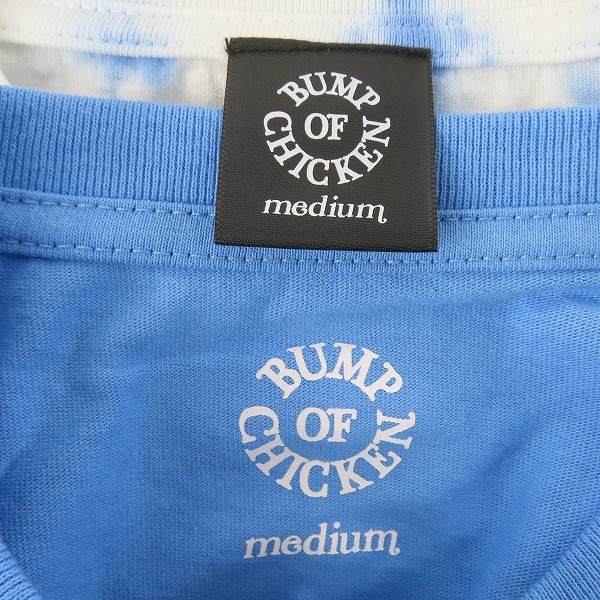 BUMP
OF
CHICKEN
medium
BUMP
OF
CHICKEN
medium